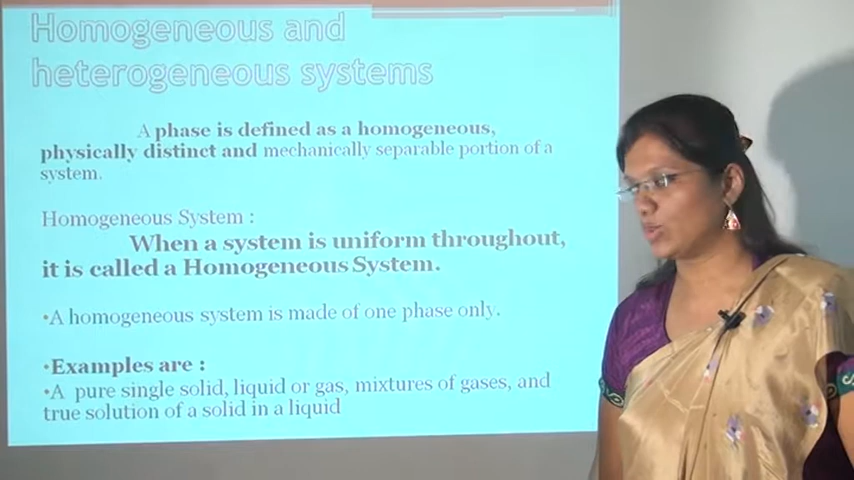 Homogeneous and
heterogeneous systems
A phase is defined as a homogeneous,
physically distinct and mechanically separable portion of a
system.
Homogeneous System :
When a system is uniform throughout,
it is called a Homogeneous System.
•A homogeneous system is made of one phase only.
•Examples are :
•A pure single solid, liquid or gas, mixtures of gases, and
true solution of a solid in a liquid